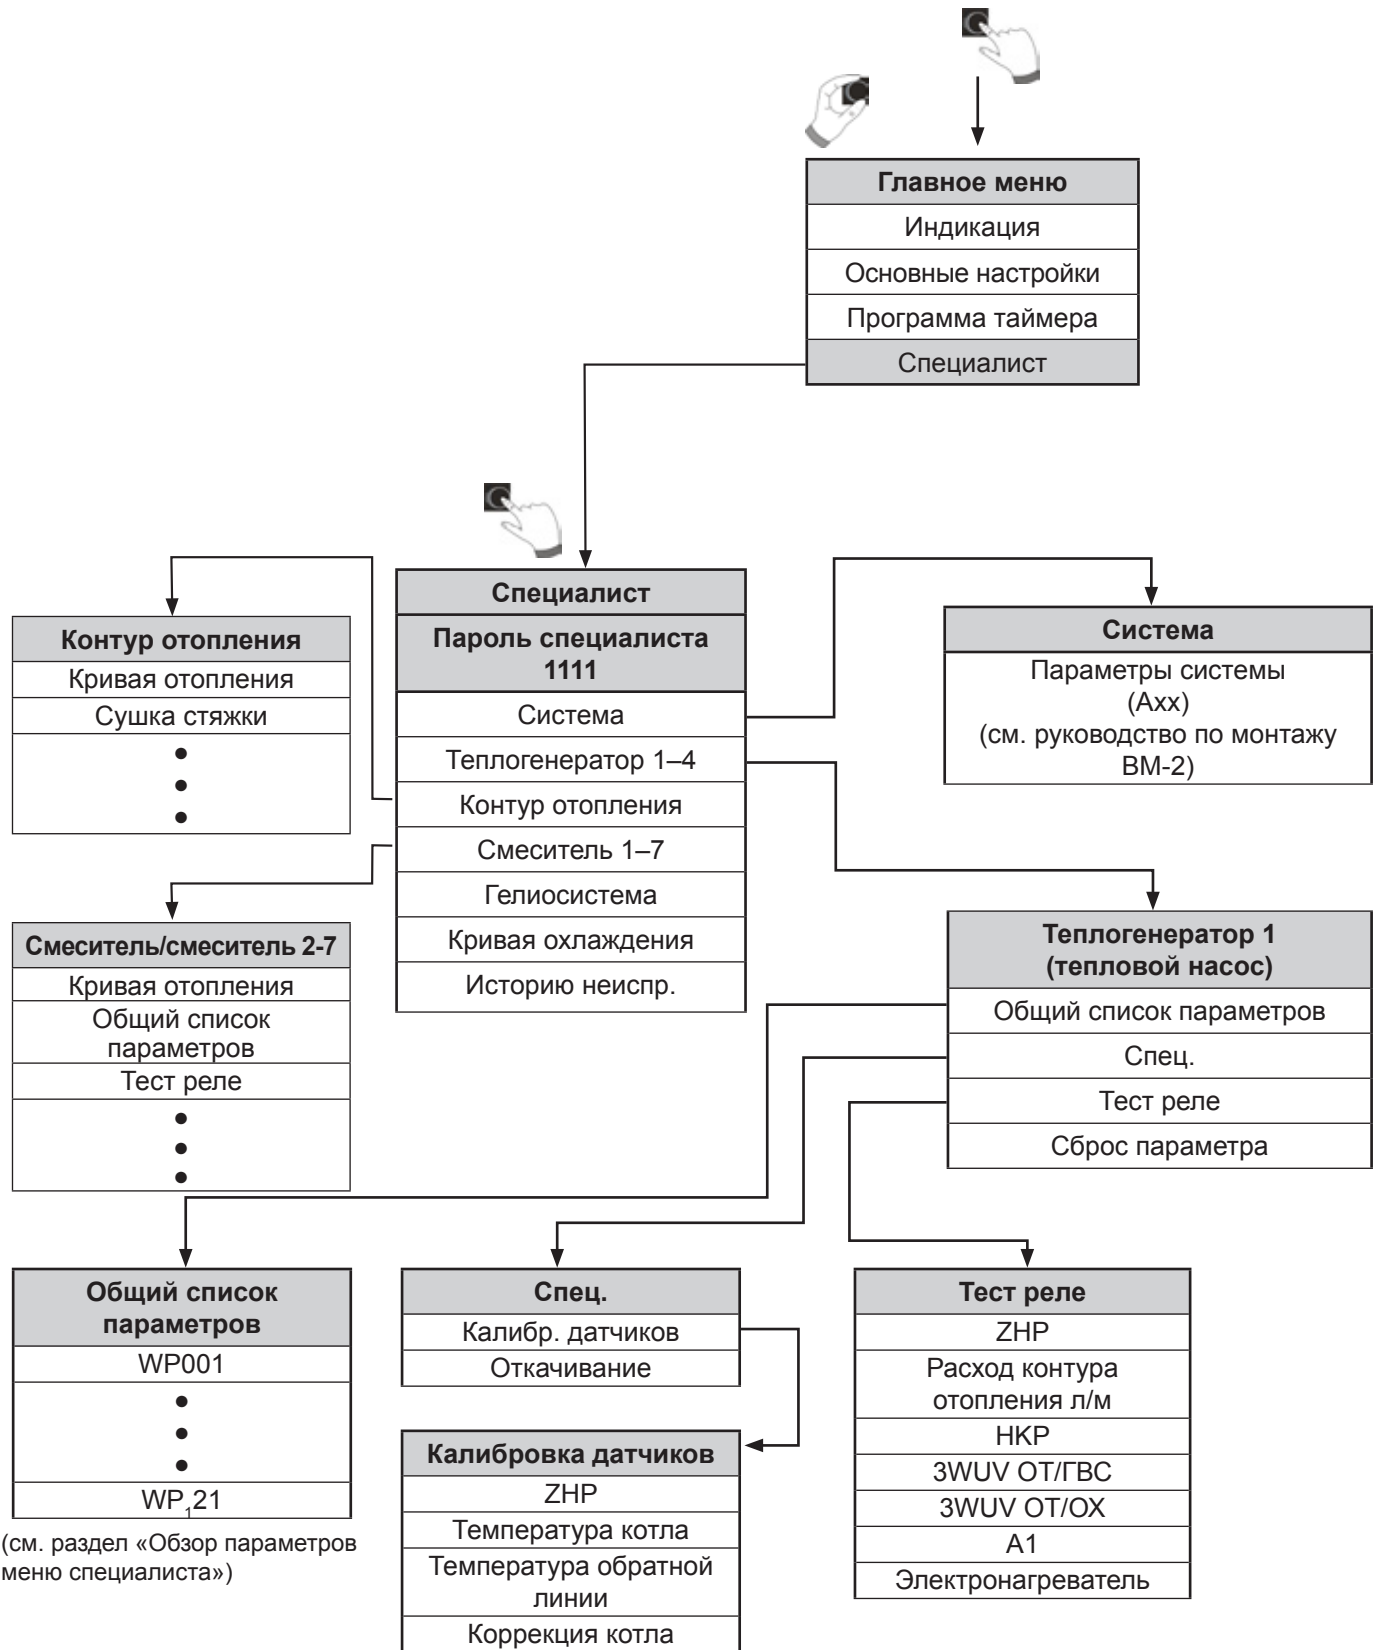 Главное меню
Индикация
Основные настройки
Программа таймера
Специалист
Специалист
Пароль специалиста
1111
Система
Теплогенератор 1–4
Контур отопления
Смеситель 1–7
Гелиосистема
Кривая охлаждения
Историю неиспр.
Контур отопления
Кривая отопления
Сушка стяжки
•
•
•
Система
Параметры системы
(Axx)
(см. руководство по монтажу
BM-2)
Смеситель/смеситель 2-7
Кривая отопления
Общий список
параметров
Тест реле
•
•
•
Теплогенератор 1
(тепловой насос)
Общий список параметров
Спец.
Тест реле
Сброс параметра
Общий список
параметров
WP001
•
•
•
WP₁21
(см. раздел «Обзор параметров
меню специалиста»)
Спец.
Калибр. датчиков
Откачивание
Калибровка датчиков
ZHP
Температура котла
Температура обратной
линии
Коррекция котла
Тест реле
ZHP
Расход контура
отопления л/м
HKP
3WUV ОТ/ГВС
3WUV ОТ/ОХ
A1
Электронагреватель